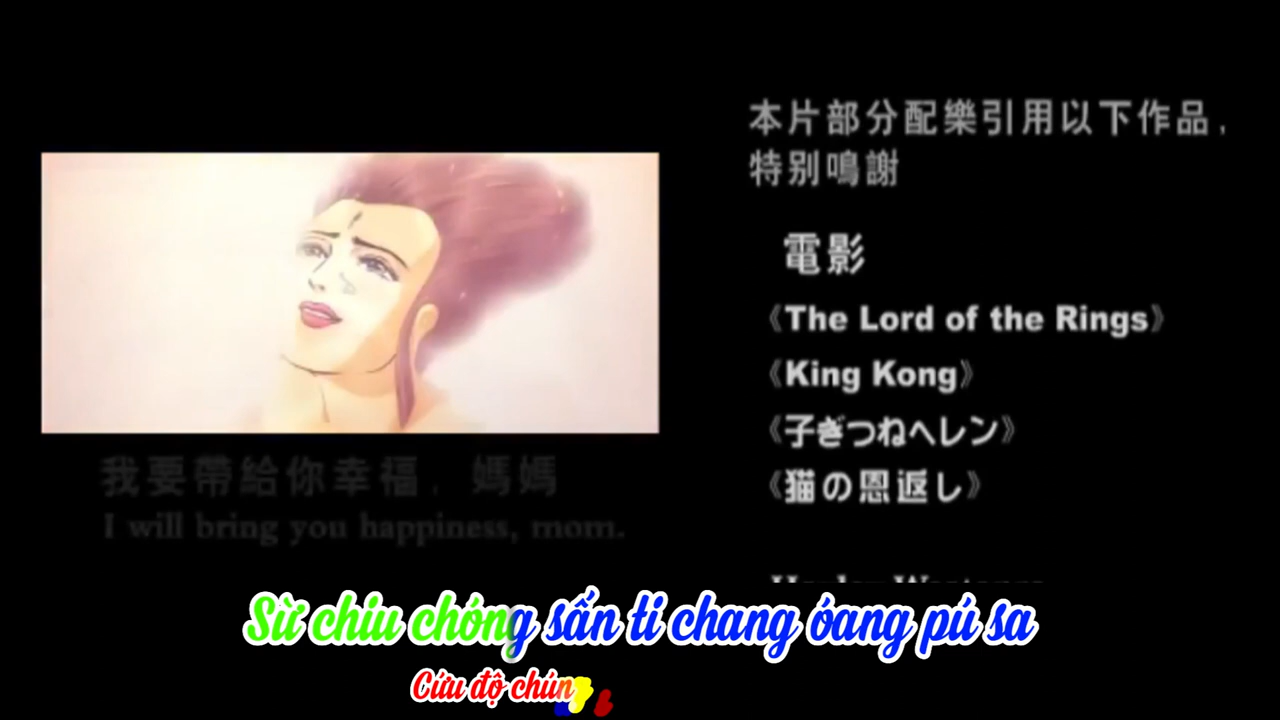 本片部分配樂引用以下作品,
特别鳴謝
電影
《The Lord of the Rings》
《King Kong》
《子ぎつねヘレン》
《猫の恩返し》
我要帶給你幸福, 媽媽
I will bring you happiness, mom.
Sừ chiu chóng sấn ti chang óang pú sa
Cứu độ chún